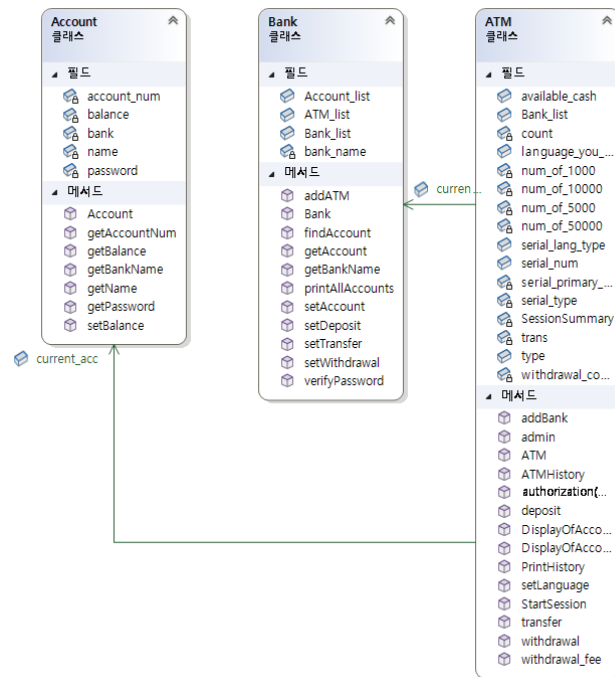 Account
클래스
필드
account_num
balance
bank
name
password
메서드
Account
getAccountNum
getBalance
getBankName
getName
getPassword
setBalance
current_acc
Bank
클래스
필드
Account_list
ATM_list
Bank_list
bank_name
메서드
addATM
Bank
findAccount
getAccount
getBankName
printAllAccounts
setAccount
setDeposit
setTransfer
setWithdrawal
verifyPassword
curren...
ATM
클래스
필드
available_cash
Bank_list
count
language_you_...
num_of_1000
num_of_10000
num_of_5000
num_of_50000
serial_lang_type
serial_num
serial_primary_...
serial_type
SessionSummary
trans
type
withdrawal_co...
메서드
addBank
admin
ATM
ATMHistory
authorization(...
deposit
DisplayOfAcco...
DisplayOfAcco...
PrintHistory
setLanguage
StartSession
transfer
withdrawal
withdrawal_fee